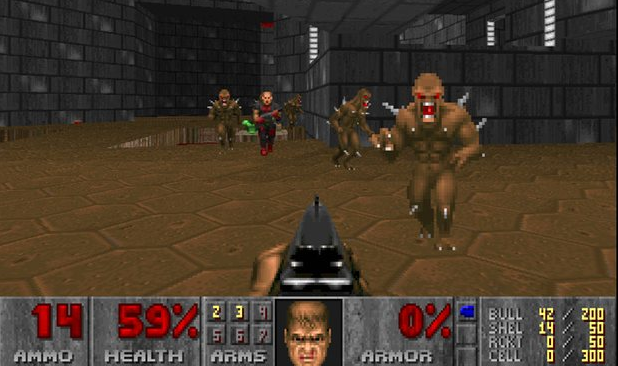 14 59% 2 3 4 0% BULL 42 / 200
5 6 7 SHEL 14 / 50
RCKT 0 / 50
AMMO HEALTH ARMS ARMOR CELL 0 / 300